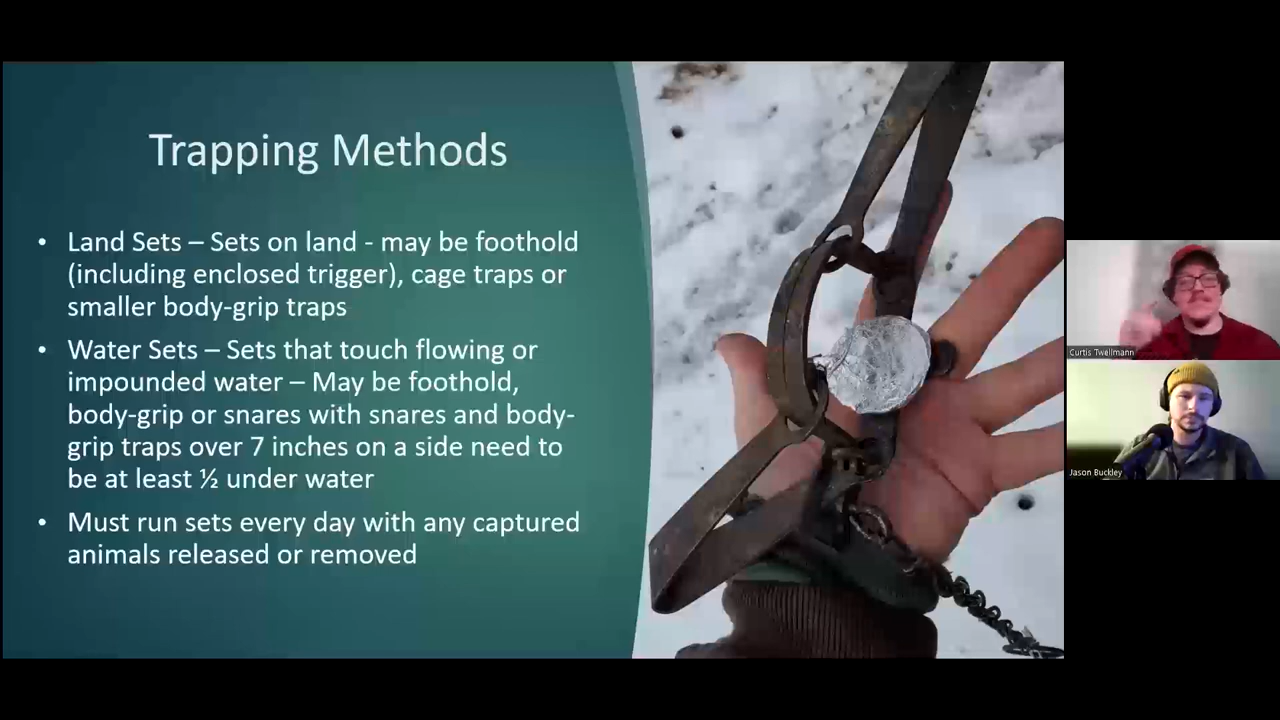 Trapping Methods
• Land Sets – Sets on land - may be foothold
(including enclosed trigger), cage traps or
smaller body-grip traps
• Water Sets – Sets that touch flowing or
impounded water – May be foothold,
body-grip or snares with snares and body-
grip traps over 7 inches on a side need to
be at least ½ under water
• Must run sets every day with any captured
animals released or removed
Curtis Twellmann
Jason Buckley